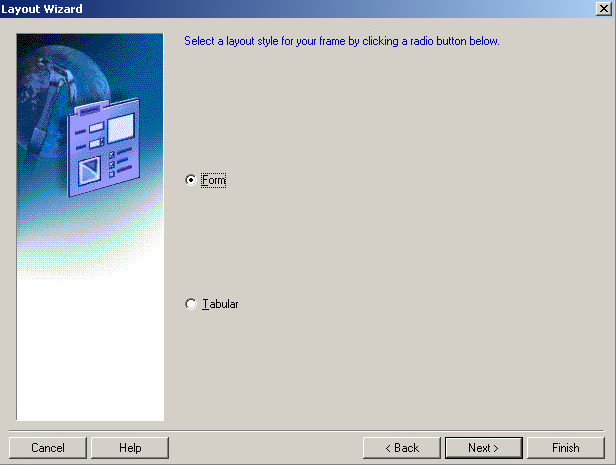 Layout Wizard
Select a layout style for your frame by clicking a radio button below.
Form
Tabular
Cancel
Help
< Back
Next >
Finish